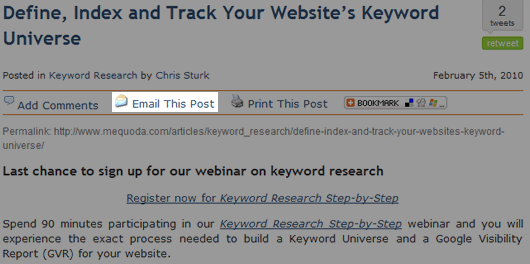 Define, Index and Track Your Website’s Keyword
Universe
2
tweets
retweet
Posted in Keyword Research by Chris Sturk
February 5th, 2010
Add Comments
Email This Post
Print This Post
BOOKMARK
Permalink: http://www.mequoda.com/articles/keyword_research/define-index-and-track-your-websites-keyword-
universe/
Last chance to sign up for our webinar on keyword research
Register now for Keyword Research Step-by-Step
Spend 90 minutes participating in our Keyword Research Step-by-Step webinar and you will
experience the exact process needed to build a Keyword Universe and a Google Visibility
Report (GVR) for your website.